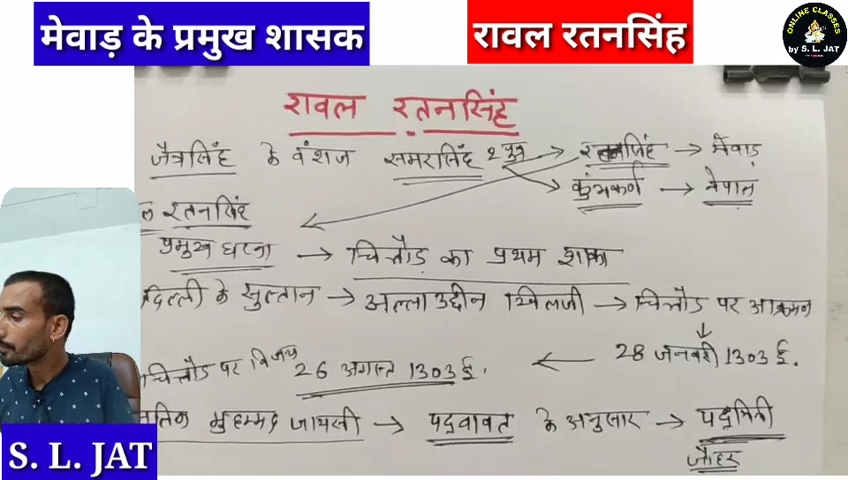 मेवाड़ के प्रमुख शासक
रावल रतनसिंह
ONLINE CLASSES
by S. L. JAT
रावल रतनसिंह
जैत्रसिंह के वंशज समरसिंह 2 पुत्र → रतनसिंह → मेवाड़
कुंभकर्ण → नेपाल
ल रतनसिंह
प्रमुख घटना → चित्तौड़ का प्रथम शाका
दिल्ली के सुल्तान → अल्लाउद्दीन खिलजी → चित्तौड़ पर आक्रमन
28 जनवरी 1303 ई.
चित्तौड़ पर विजय 26 अगस्त 1303 ई.
मुहम्मद जायसी → पद्मावत के अनुसार → पद्मिनी
जौहर
S. L. JAT